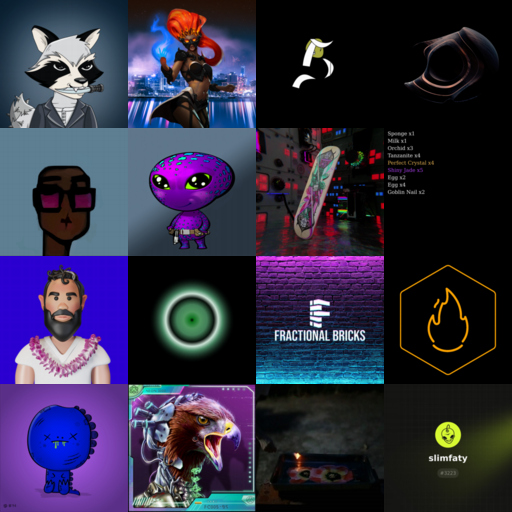 Sponge x1
Milk x1
Orchid x3
Tanzanite x4
Perfect Crystal x4
Shiny Jade x5
Egg x2
Egg x4
Goblin Nail x2
FRACTIONAL BRICKS
slimfaty